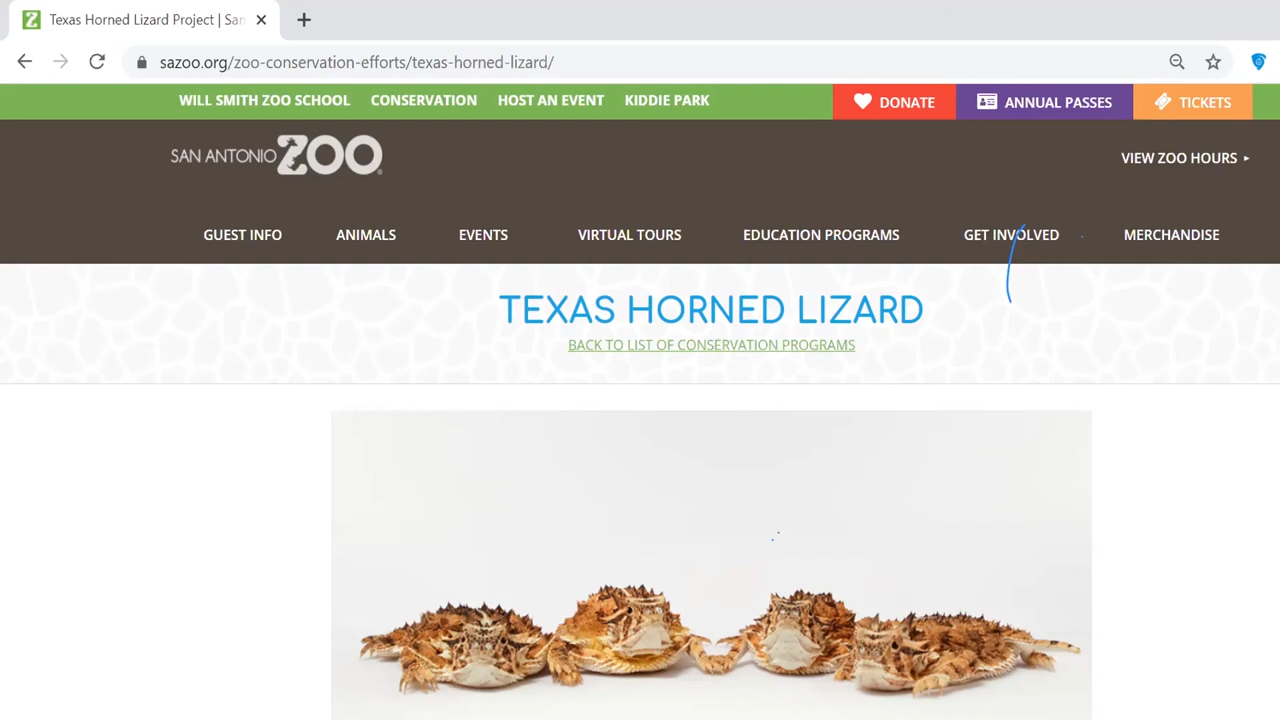 Texas Horned Lizard Project | San
sazoo.org/zoo-conservation-efforts/texas-horned-lizard/
WILL SMITH ZOO SCHOOL CONSERVATION HOST AN EVENT KIDDIE PARK DONATE ANNUAL PASSES TICKETS
SAN ANTONIO ZOO
VIEW ZOO HOURS
GUEST INFO ANIMALS EVENTS VIRTUAL TOURS EDUCATION PROGRAMS GET INVOLVED MERCHANDISE
TEXAS HORNED LIZARD
BACK TO LIST OF CONSERVATION PROGRAMS